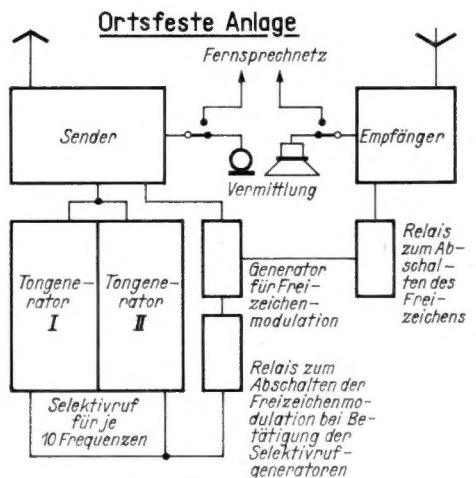 Ortsfeste Anlage
Fernsprechnetz
Sender
Vermittlung
Empfänger
Tongene-
rator
I
Tongene-
rator
II
Generator
für Frei-
zeichen-
modulation
Relais
zum Ab-
schal-
ten des
Frei-
zeichens
Selektivruf
für je
10 Frequenzen
Relais zum
Abschalten der
Freizeichenmo-
dulation bei Be-
tätigung der
Selektivruf-
generatoren